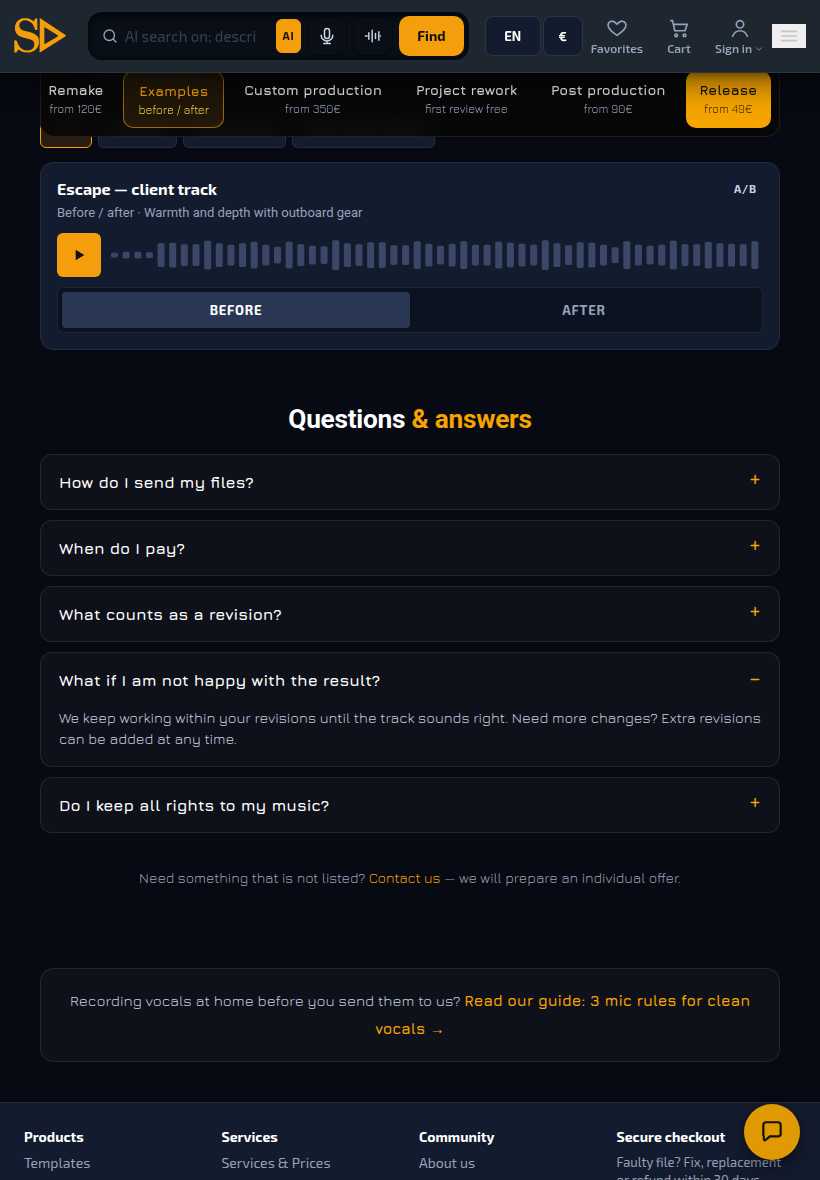 SD
AI search on: descri
AI
Find
EN
€
Favorites
Cart
Sign in
Remake
from 120€
Examples
before / after
Custom production
from 350€
Project rework
first review free
Post production
from 90€
Release
from 49€
Escape — client track
A/B
Before / after · Warmth and depth with outboard gear
BEFORE
AFTER
Questions & answers
How do I send my files?
+
When do I pay?
+
What counts as a revision?
+
What if I am not happy with the result?
−
We keep working within your revisions until the track sounds right. Need more changes? Extra revisions
can be added at any time.
Do I keep all rights to my music?
+
Need something that is not listed? Contact us — we will prepare an individual offer.
Recording vocals at home before you send them to us? Read our guide: 3 mic rules for clean
vocals →
Products
Services
Community
Secure checkout
Templates
Services & Prices
About us
Faulty file? Fix, replacement
or refund within 30 days